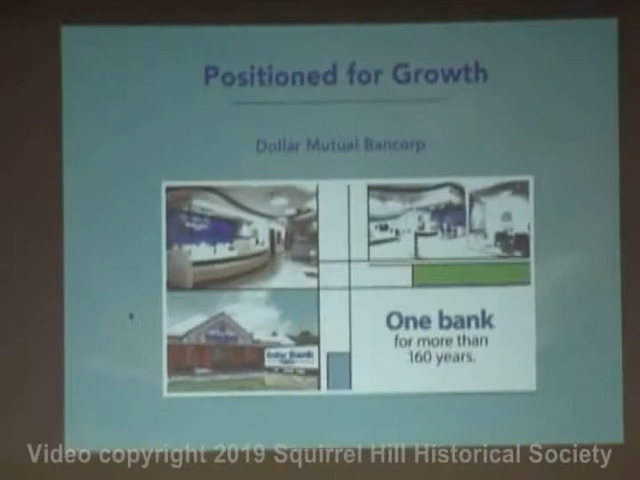 Positioned for Growth
Dollar Mutual Bancorp
One bank
for more than
160 years.
Dollar Bank
Video copyright 2019 Squirrel Hill Historical Society